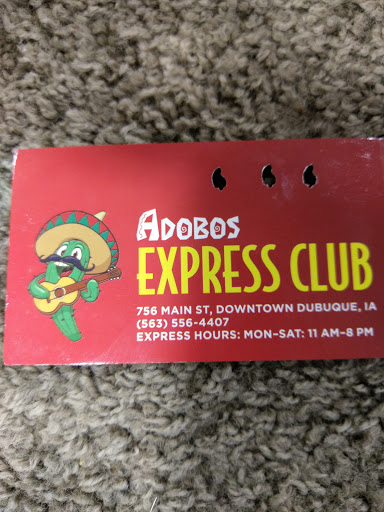 ADOBOS
EXPRESS CLUB
756 MAIN ST, DOWNTOWN DUBUQUE, IA
(563) 556-4407
EXPRESS HOURS: MON-SAT: 11 AM-8 PM